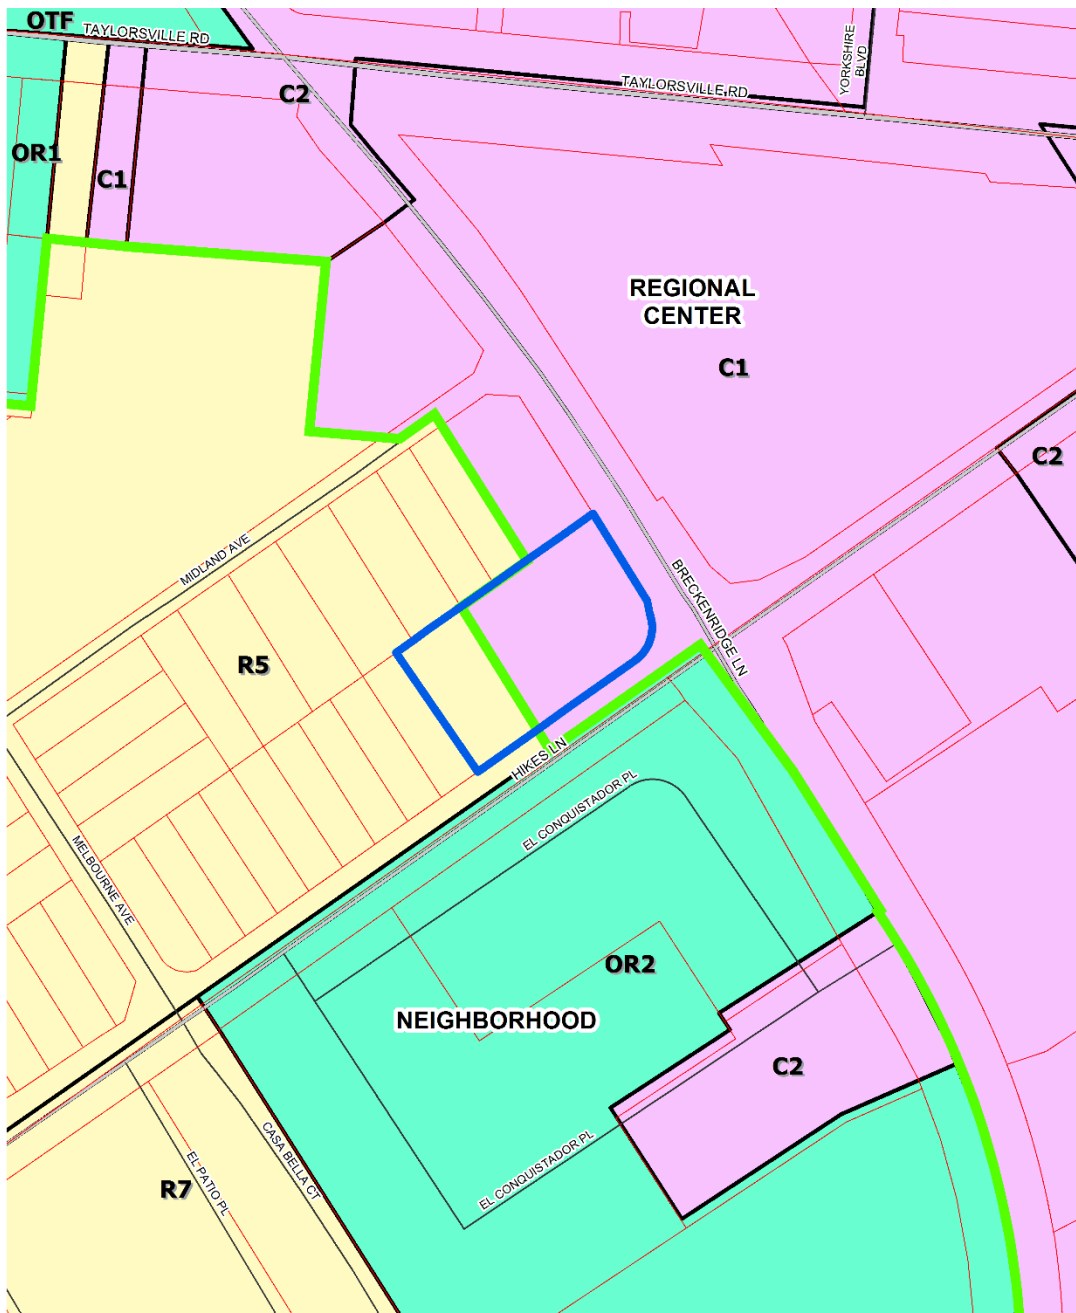 OTF
TAYLORSVILLE RD
YORKSHIRE
BLVD
TAYLORSVILLE RD
C2
OR1
C1
REGIONAL
CENTER
C1
C2
MIDLAND AVE
BRECKENRIDGE LN
R5
HIKES LN
EL CONQUISTADOR PL
MELBOURNE AVE
OR2
NEIGHBORHOOD
C2
CASA BELLA CT
EL CONQUISTADOR PL
EL PATIO PL
R7